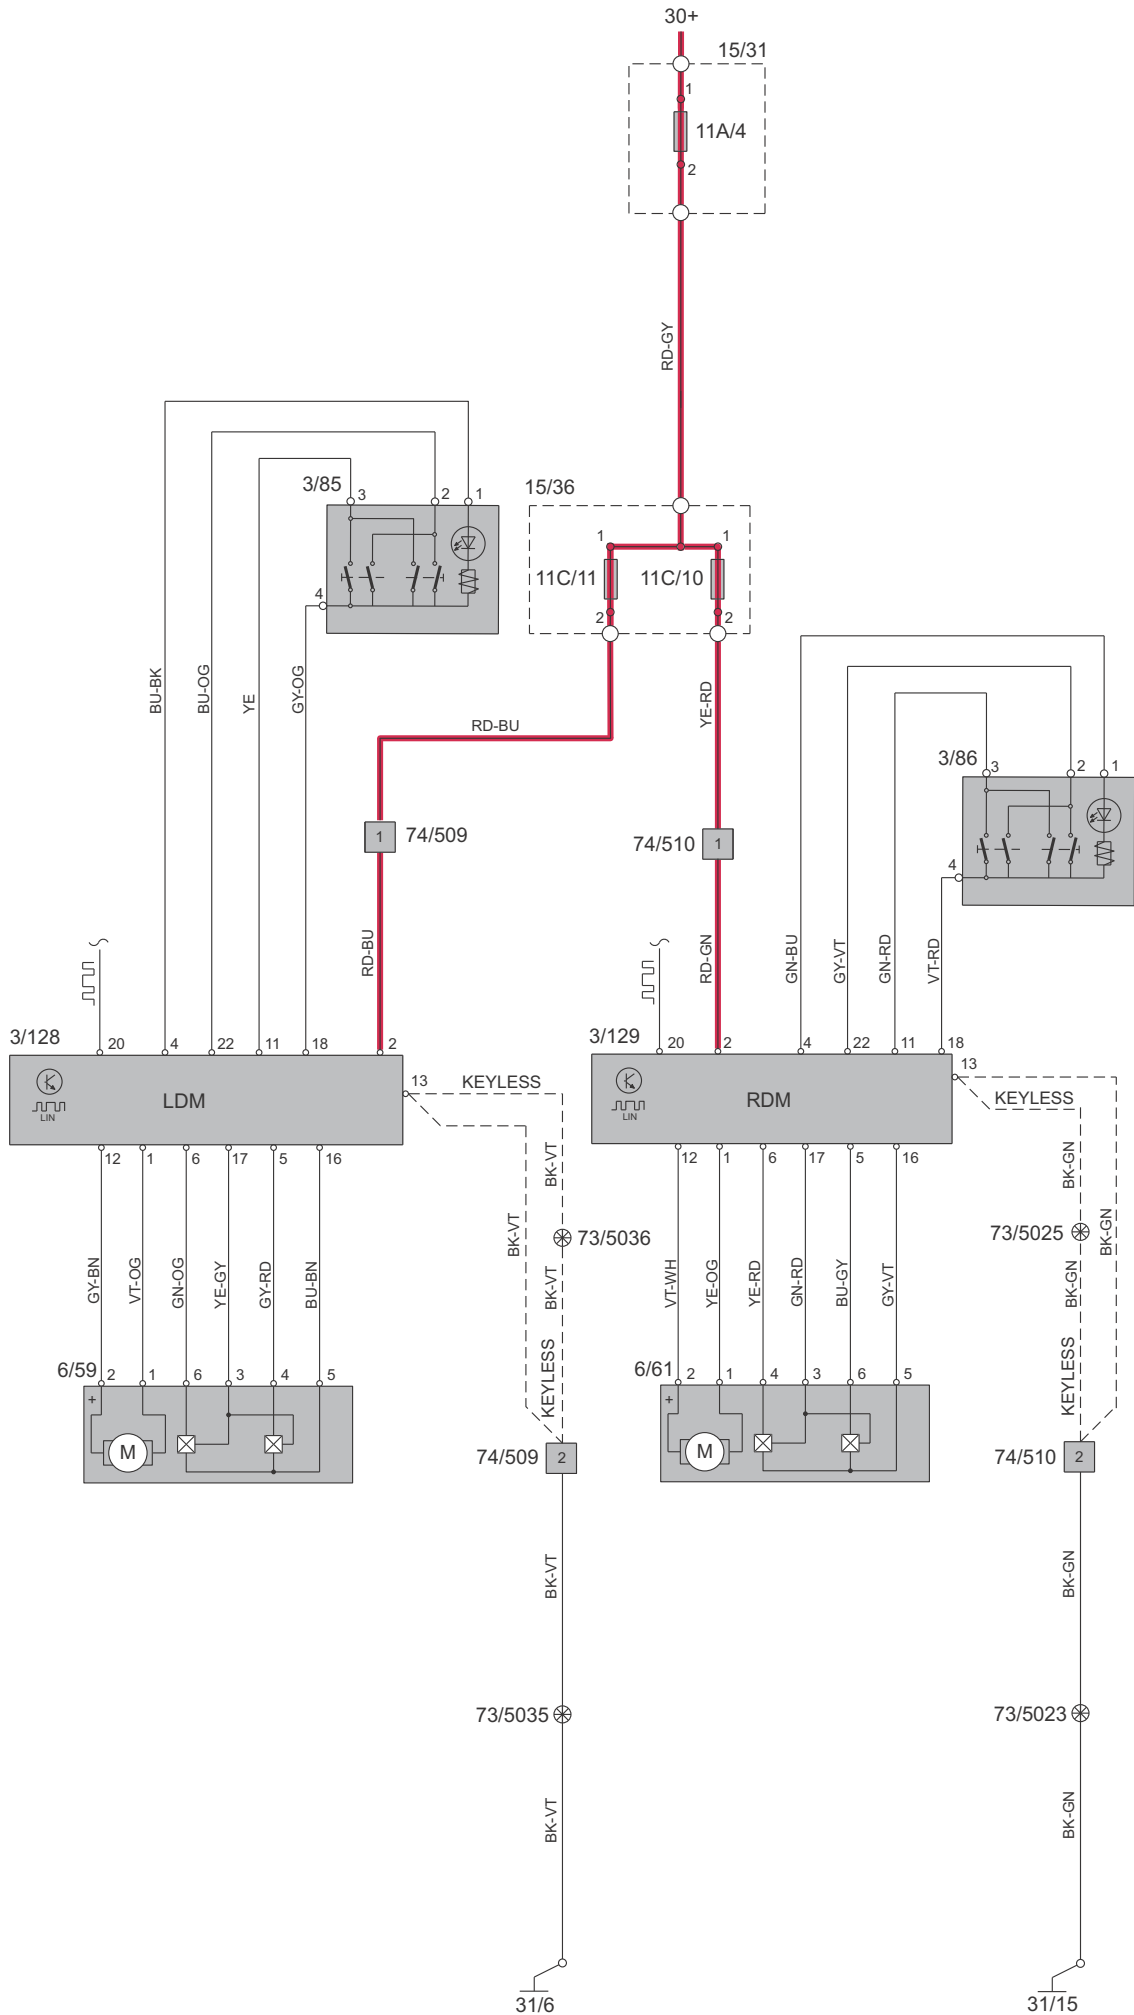 30+
15/31
1
11A/4
2
RD-GY
3/85
3
2
1
4
15/36
1
1
11C/11
11C/10
2
2
BU-BK
BU-OG
YE
GY-OG
RD-BU
YE-RD
3/86
3
2
1
4
1
74/509
74/510
1
RD-BU
RD-GN
GN-BU
GY-VT
GN-RD
VT-RD
3/128
20
4
22
11
18
2
3/129
20
2
4
22
11
18
LDM
LIN
13
KEYLESS
RDM
LIN
13
KEYLESS
12
1
6
17
5
16
12
1
6
17
5
16
BK-VT
BK-VT
73/5036
BK-VT
KEYLESS
BK-GN
BK-GN
73/5025
BK-GN
KEYLESS
GY-BN
VT-OG
GN-OG
YE-GY
GY-RD
BU-BN
VT-WH
YE-OG
YE-RD
GN-RD
BU-GY
GY-VT
6/59
2
1
6
3
4
5
6/61
2
1
4
3
6
5
+
M
+
M
74/509
2
74/510
2
BK-VT
BK-GN
73/5035
73/5023
BK-VT
BK-GN
31/6
31/15